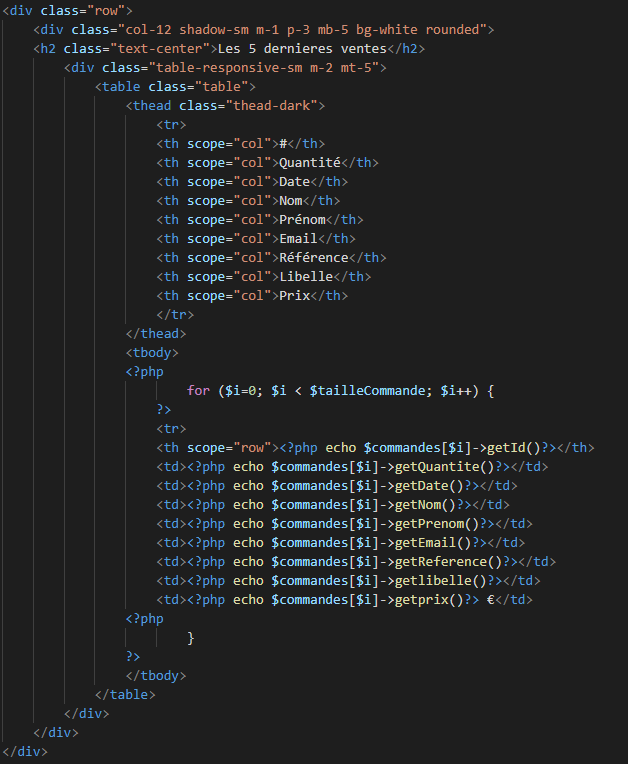 <div class="row">
<div class="col-12 shadow-sm m-1 p-3 mb-5 bg-white rounded">
<h2 class="text-center">Les 5 dernieres ventes</h2>
<div class="table-responsive-sm m-2 mt-5">
<table class="table">
<thead class="thead-dark">
<tr>
<th scope="col">#</th>
<th scope="col">Quantité</th>
<th scope="col">Date</th>
<th scope="col">Nom</th>
<th scope="col">Prénom</th>
<th scope="col">Email</th>
<th scope="col">Référence</th>
<th scope="col">Libelle</th>
<th scope="col">Prix</th>
</tr>
</thead>
<tbody>
<?php
for ($i=0; $i < $tailleCommande; $i++) {
?>
<tr>
<th scope="row"><?php echo $commandes[$i]->getId()?></th>
<td><?php echo $commandes[$i]->getQuantite()?></td>
<td><?php echo $commandes[$i]->getDate()?></td>
<td><?php echo $commandes[$i]->getNom()?></td>
<td><?php echo $commandes[$i]->getPrenom()?></td>
<td><?php echo $commandes[$i]->getEmail()?></td>
<td><?php echo $commandes[$i]->getReference()?></td>
<td><?php echo $commandes[$i]->getlibelle()?></td>
<td><?php echo $commandes[$i]->getprix()?> €</td>
<?php
}
?>
</tbody>
</table>
</div>
</div>
</div>